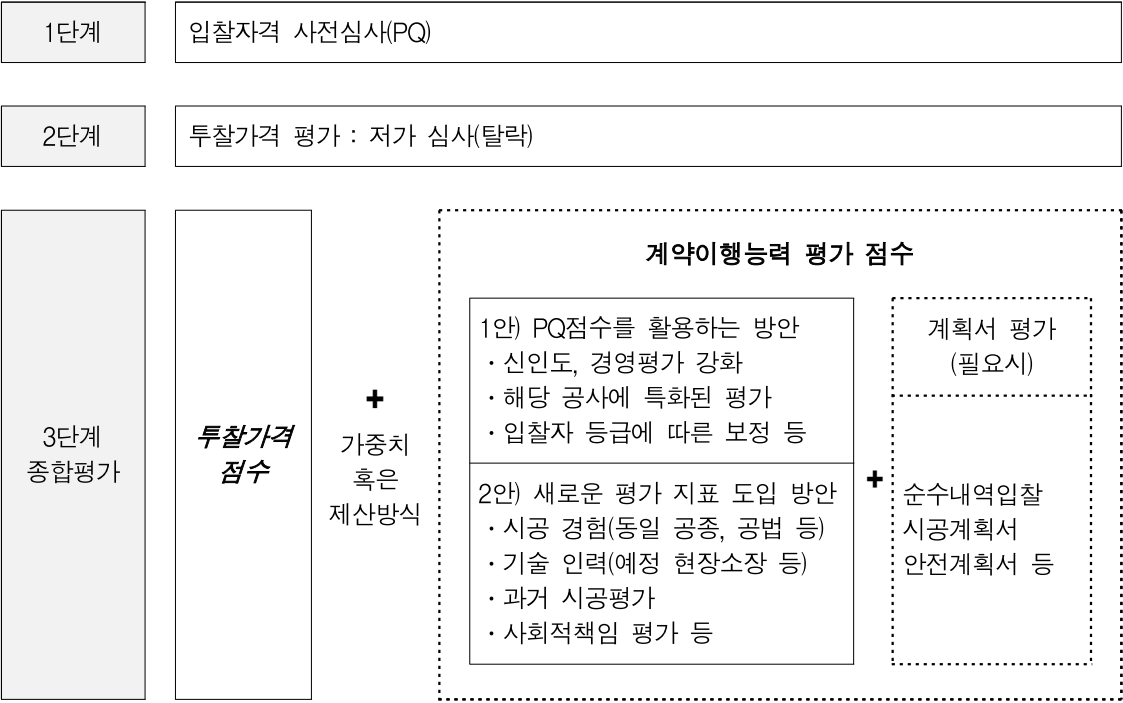 1단계
입찰자격 사전심사(PQ)
2단계
투찰가격 평가 : 저가 심사(탈락)
3단계
종합평가
투찰가격
점수
+
가중치
혹은
제산방식
계약이행능력 평가 점수
1안) PQ점수를 활용하는 방안
· 신인도, 경영평가 강화
· 해당 공사에 특화된 평가
· 입찰자 등급에 따른 보정 등
2안) 새로운 평가 지표 도입 방안
· 시공 경험(동일 공종, 공법 등)
· 기술 인력(예정 현장소장 등)
· 과거 시공평가
· 사회적책임 평가 등
+
계획서 평가
(필요시)
순수내역입찰
시공계획서
안전계획서 등